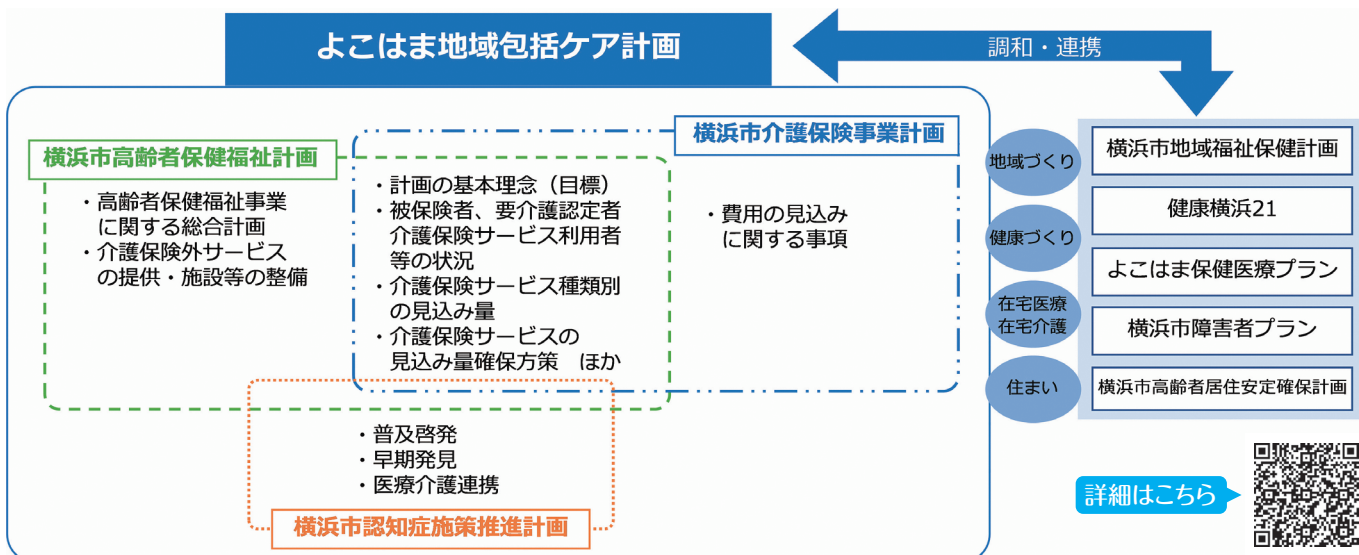 よこはま地域包括ケア計画
調和・連携
横浜市高齢者保健福祉計画
・高齢者保健福祉事業
に関する総合計画
・介護保険外サービス
の提供・施設等の整備
・計画の基本理念（目標）
・被保険者、要介護認定者
介護保険サービス利用者
等の状況
・介護保険サービス種類別
の見込み量
・介護保険サービスの
見込み量確保方策　ほか
横浜市介護保険事業計画
・費用の見込み
に関する事項
・普及啓発
・早期発見
・医療介護連携
横浜市認知症施策推進計画
地域づくり
健康づくり
在宅医療
在宅介護
住まい
横浜市地域福祉保健計画
健康横浜21
よこはま保健医療プラン
横浜市障害者プラン
横浜市高齢者居住安定確保計画
詳細はこちら